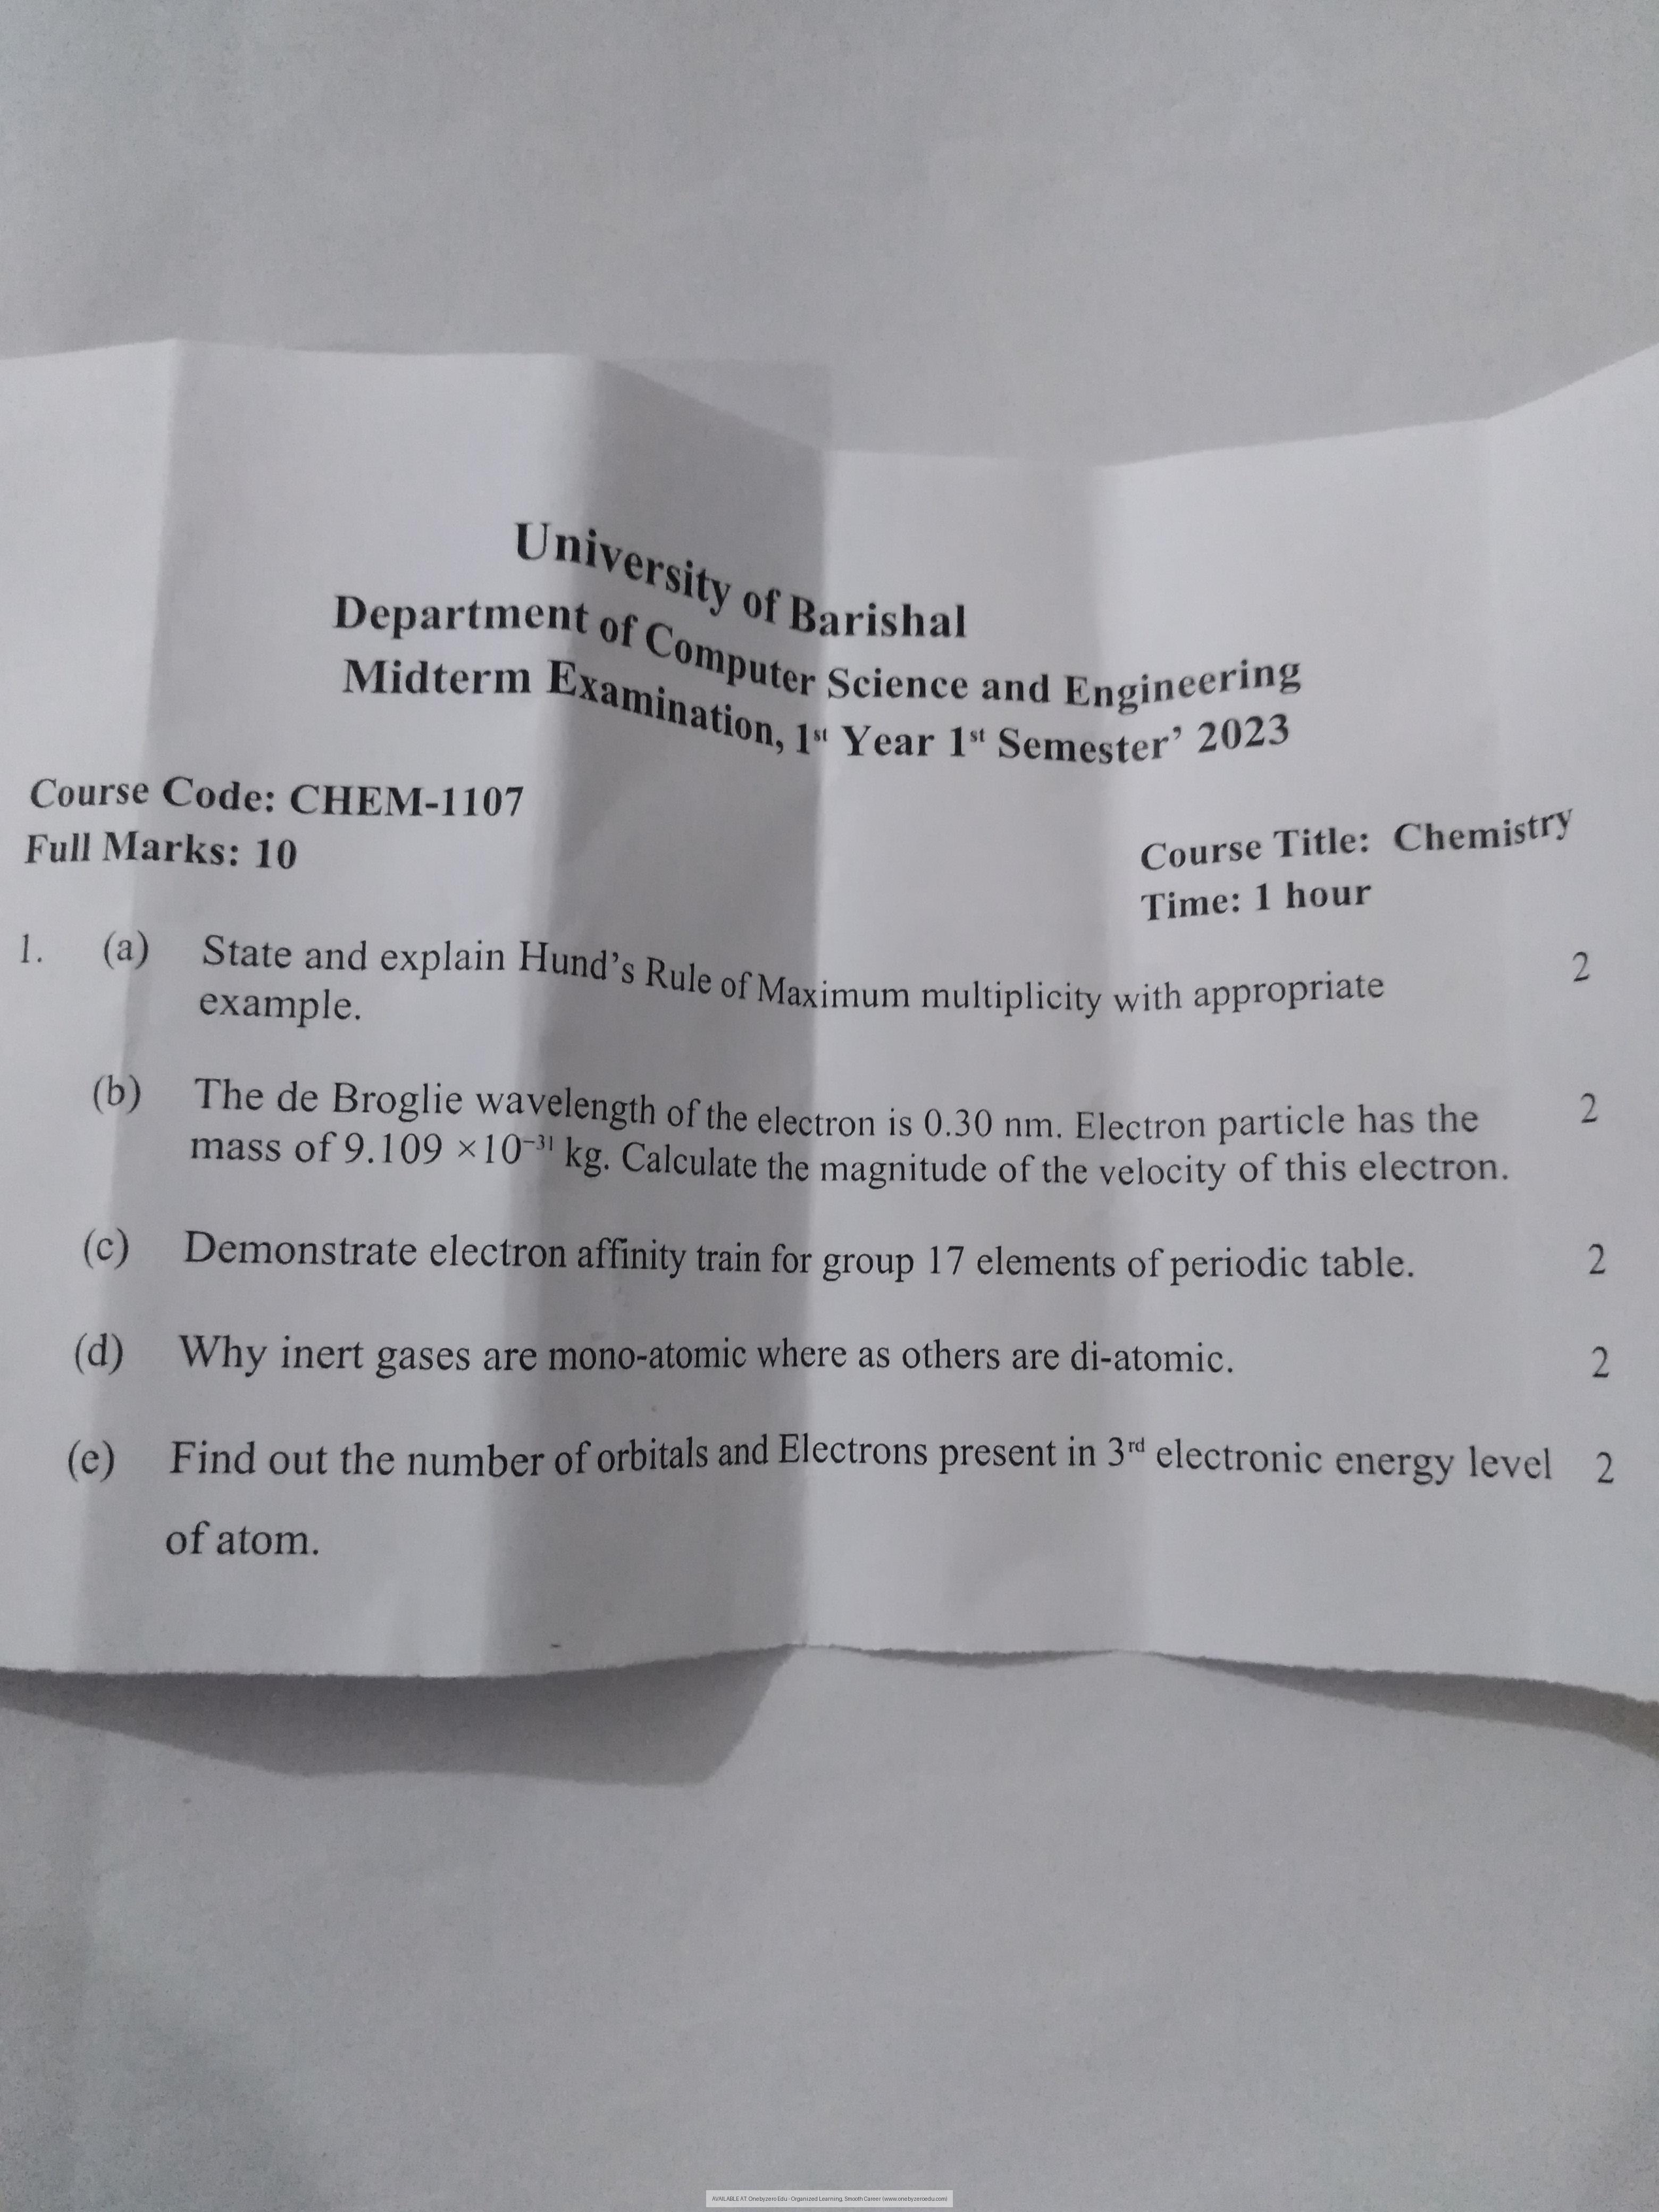 University of Barishal
Department of Computer Science and Engineering
Midterm Examination, 1st Year 1st Semester’ 2023
Course Code: CHEM-1107
Full Marks: 10
Course Title: Chemistry
Time: 1 hour
1. (a) State and explain Hund’s Rule of Maximum multiplicity with appropriate 2
example.
(b) The de Broglie wavelength of the electron is 0.30 nm. Electron particle has the 2
mass of 9.109 ×10⁻³¹ kg. Calculate the magnitude of the velocity of this electron.
(c) Demonstrate electron affinity train for group 17 elements of periodic table. 2
(d) Why inert gases are mono-atomic where as others are di-atomic. 2
(e) Find out the number of orbitals and Electrons present in 3rd electronic energy level 2
of atom.
AVAILABLE AT Onebyzero Edu - Organized Learning, Smooth Career (www.onebyzeroedu.com)